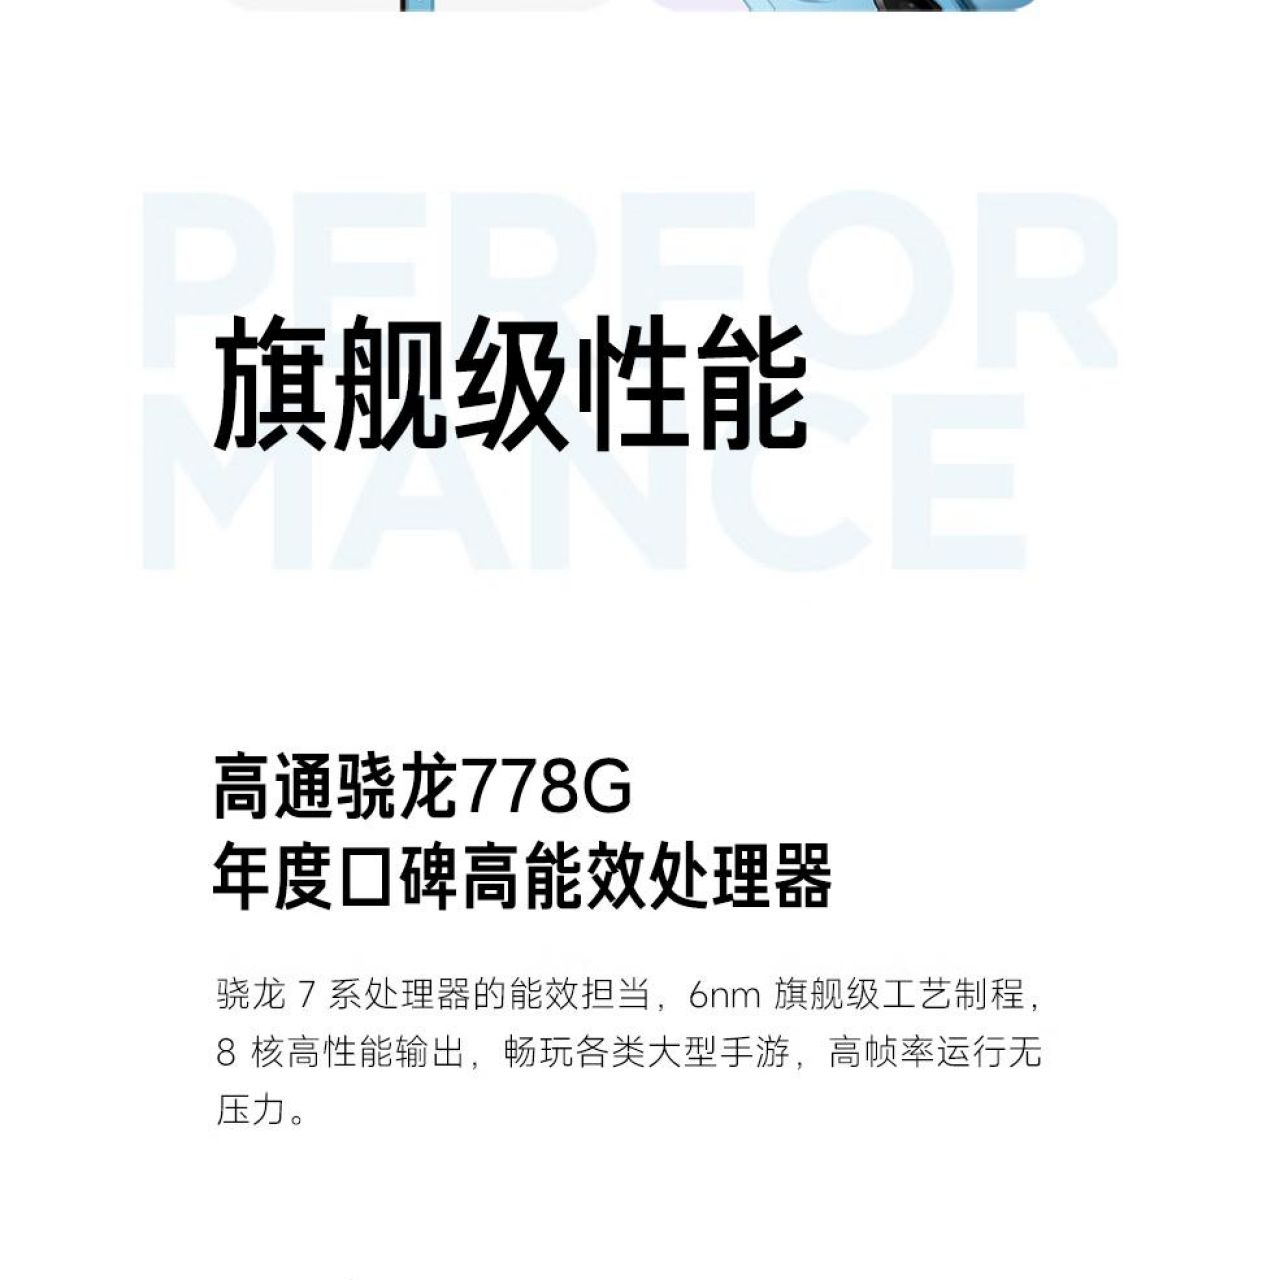 PERFOR
旗舰级性能
MANCE
高通骁龙778G
年度口碑高能效处理器
骁龙 7 系处理器的能效担当，6nm 旗舰级工艺制程，
8 核高性能输出，畅玩各类大型手游，高帧率运行无
压力。